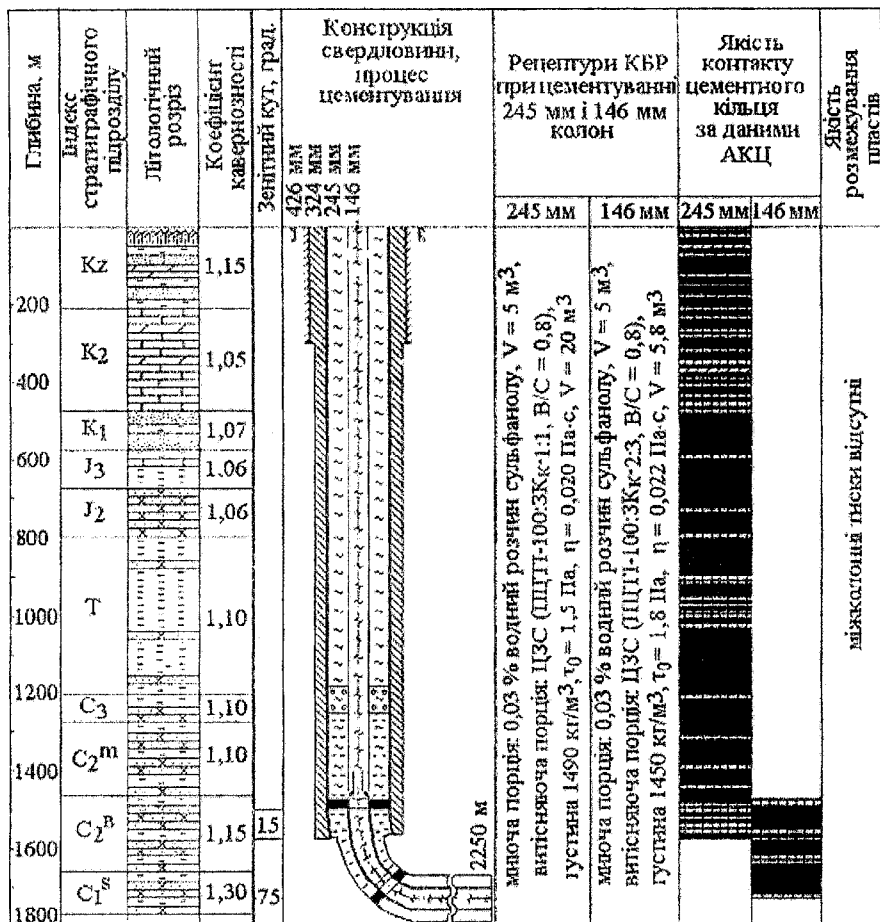 Глибина, м
Індекс
стратиграфічного
підрозділу
Літологічний
розріз
Коефіцієнт
кавернозності
Зенітний кут, град.
Конструкція
свердловини,
процес
цементування
426 мм
324 мм
245 мм
146 мм
Рецептури КБР
при цементуванні
245 мм і 146 мм
колон
245 мм
146 мм
Якість
контакту
цементного
кільця
за даними
АКЦ
245 мм
146 мм
Якість
розмежування
пластів
200
400
600
800
1000
1200
1400
1600
1800
Kz
K2
K1
J3
J2
T
C3
C2m
C2в
C1s
1,15
1,05
1,07
1.06
1,06
1,10
1,10
1,10
1,15
1,30
15
75
2250 м
миюча порція: 0,03 % водний розчин сульфанолу, V = 5 м3,
витісняюча порція: ЦЗС (ПЦТІ-100:ЗКк-1:1, В/С = 0,8),
густина 1490 кг/м3, τ0= 1,5 Па, η = 0,020 Па·с, V = 20 м3
миюча порція: 0,03 % водний розчин сульфанолу, V = 5 м3,
витісняюча порція: ЦЗС (ПЦТІ-100:ЗКк-2:3, В/С = 0,8),
густина 1450 кг/м3, τ0= 1,8 Па, η = 0,022 Па·с, V = 5,8 м3
міжколонні тиски відсутні